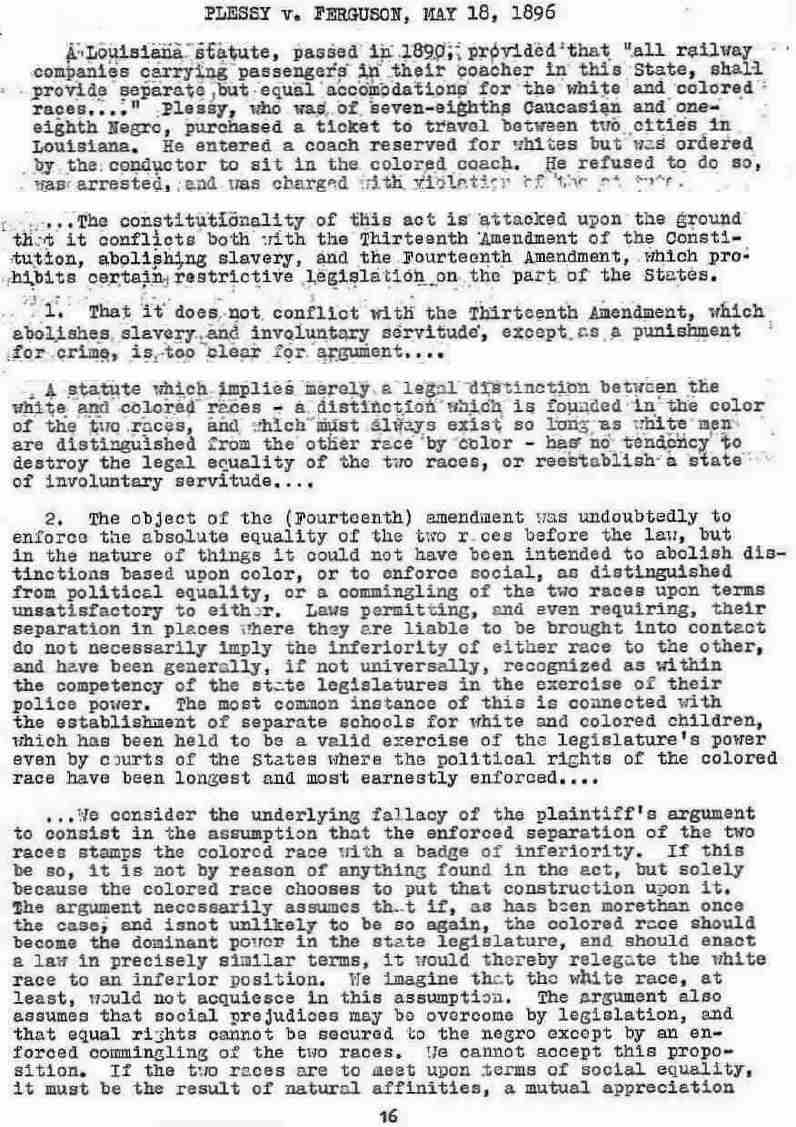 PLESSY v. FERGUSON, MAY 18, 1896
A Louisiana statute, passed in 1890, provided that "all railway
companies carrying passengers in their coacher in this State, shall
provide separate but equal accomodations for the white and colored
races...." Plessy, who was of seven-eighths Caucasian and one-
eighth Negro, purchased a ticket to travel between two cities in
Louisiana. He entered a coach reserved for whites but was ordered
by the conductor to sit in the colored coach. He refused to do so,
was arrested, and was charged with violation of the
...The constitutionality of this act is attacked upon the ground
that it conflicts both with the Thirteenth Amendment of the Consti-
tution, abolishing slavery, and the Fourteenth Amendment, which pro-
hibits certain restrictive legislation on the part of the States.
1. That it does not conflict with the Thirteenth Amendment, which
abolishes slavery and involuntary servitude, except as a punishment
for crime, is too clear for argument....
A statute which implies merely a legal distinction between the
white and colored races - a distinction which is founded in the color
of the two races, and which must always exist so long as white men
are distinguished from the other race by color - has no tendency to
destroy the legal equality of the two races, or reestablish a state
of involuntary servitude....
2. The object of the (Fourteenth) amendment was undoubtedly to
enforce the absolute equality of the two races before the law, but
in the nature of things it could not have been intended to abolish dis-
tinctions based upon color, or to enforce social, as distinguished
from political equality, or a commingling of the two races upon terms
unsatisfactory to either. Laws permitting, and even requiring, their
separation in places where they are liable to be brought into contact
do not necessarily imply the inferiority of either race to the other,
and have been generally, if not universally, recognized as within
the competency of the state legislatures in the exercise of their
police power. The most common instance of this is connected with
the establishment of separate schools for white and colored children,
which has been held to be a valid exercise of the legislature's power
even by courts of the States where the political rights of the colored
race have been longest and most earnestly enforced....
...We consider the underlying fallacy of the plaintiff's argument
to consist in the assumption that the enforced separation of the two
races stamps the colored race with a badge of inferiority. If this
be so, it is not by reason of anything found in the act, but solely
because the colored race chooses to put that construction upon it.
The argument necessarily assumes that if, as has been morethan once
the case, and isnot unlikely to be so again, the colored race should
become the dominant power in the state legislature, and should enact
a law in precisely similar terms, it would thereby relegate the white
race to an inferior position. We imagine that the white race, at
least, would not acquiesce in this assumption. The argument also
assumes that social prejudices may be overcome by legislation, and
that equal rights cannot be secured to the negro except by an en-
forced commingling of the two races. We cannot accept this propo-
sition. If the two races are to meet upon terms of social equality,
it must be the result of natural affinities, a mutual appreciation
16